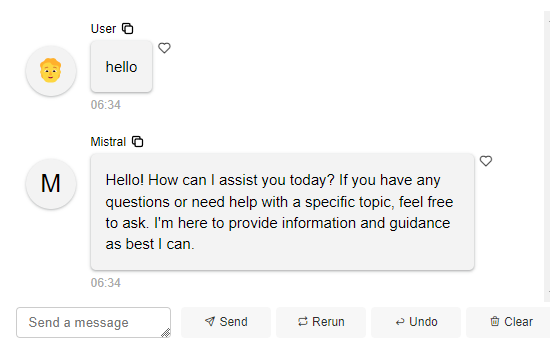 User
hello
06:34
Mistral
M
Hello! How can I assist you today? If you have any
questions or need help with a specific topic, feel free
to ask. I'm here to provide information and guidance
as best I can.
06:34
Send a message
Send
Rerun
Undo
Clear